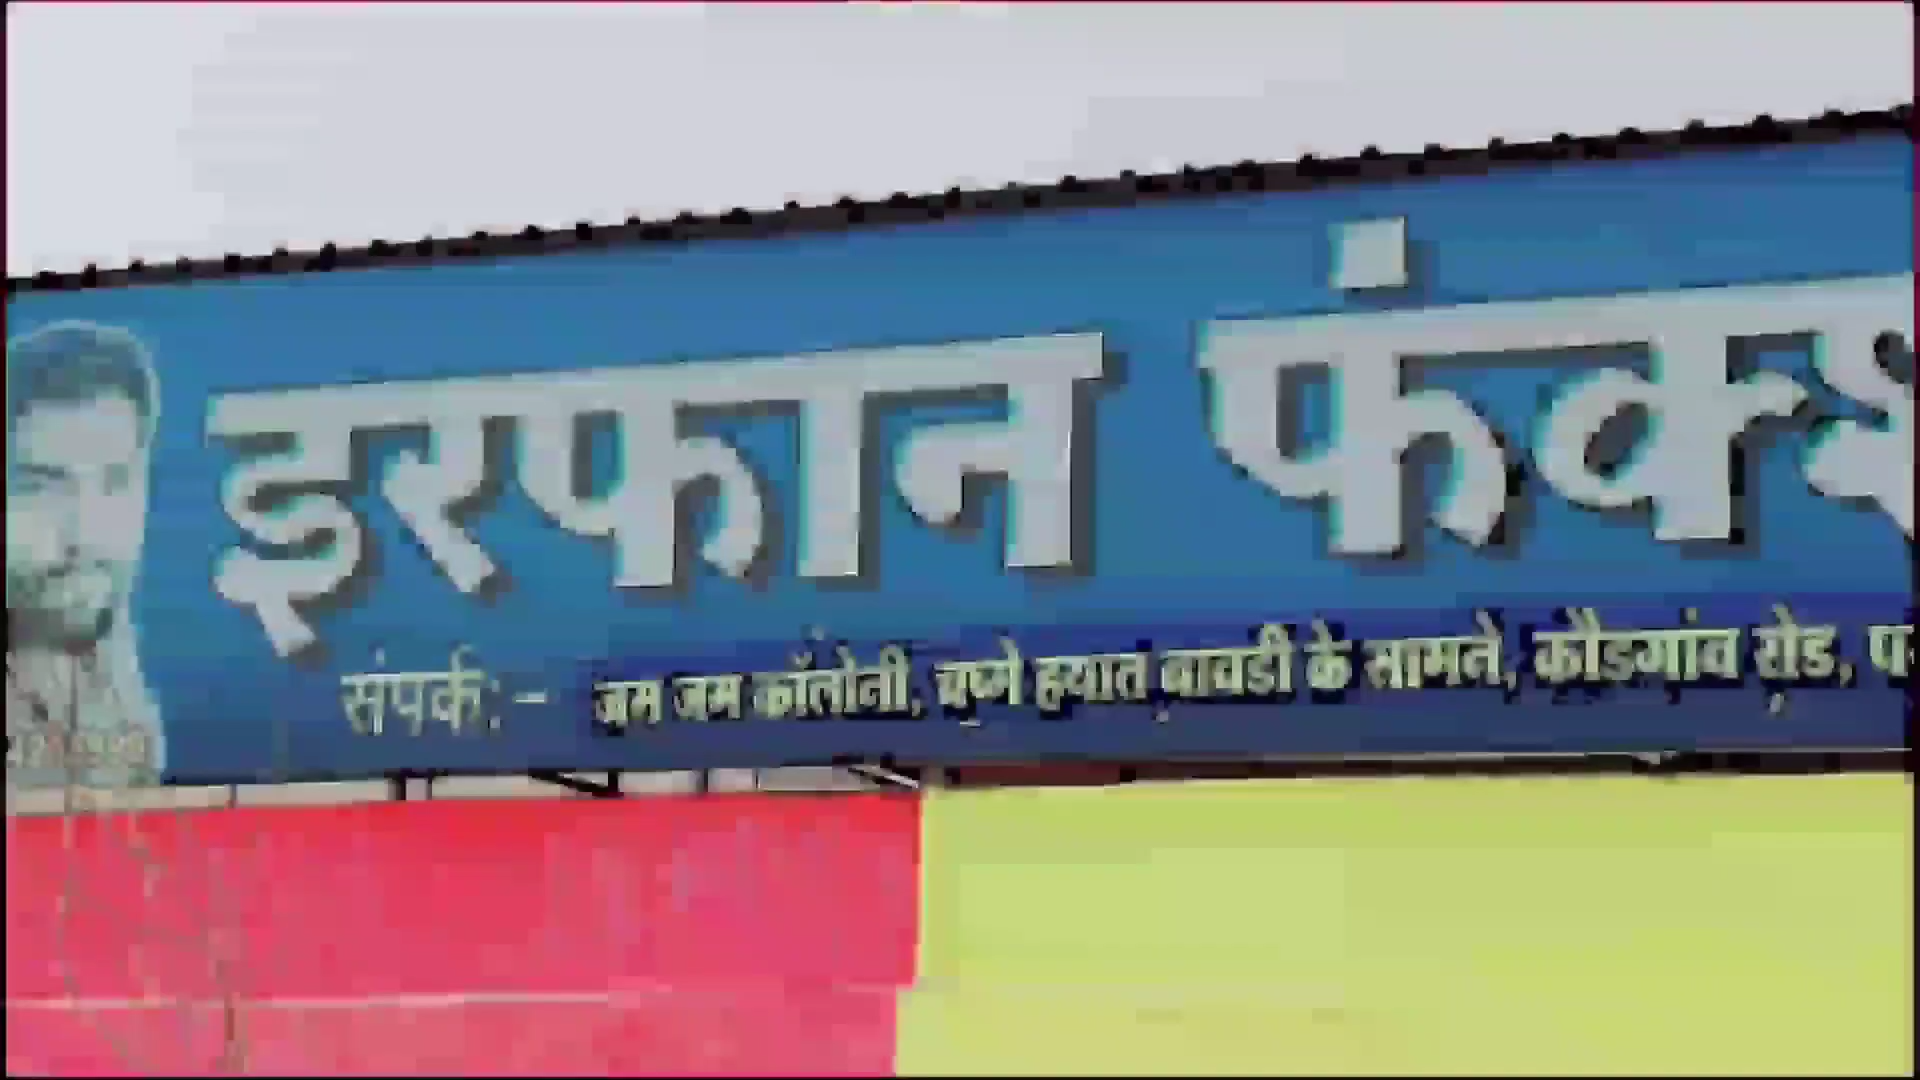 इरफान फंक्श
संपर्क:- जम जम कॉलोनी, चष्मे हयात बावडी के सामने, कौडगांव रोड,